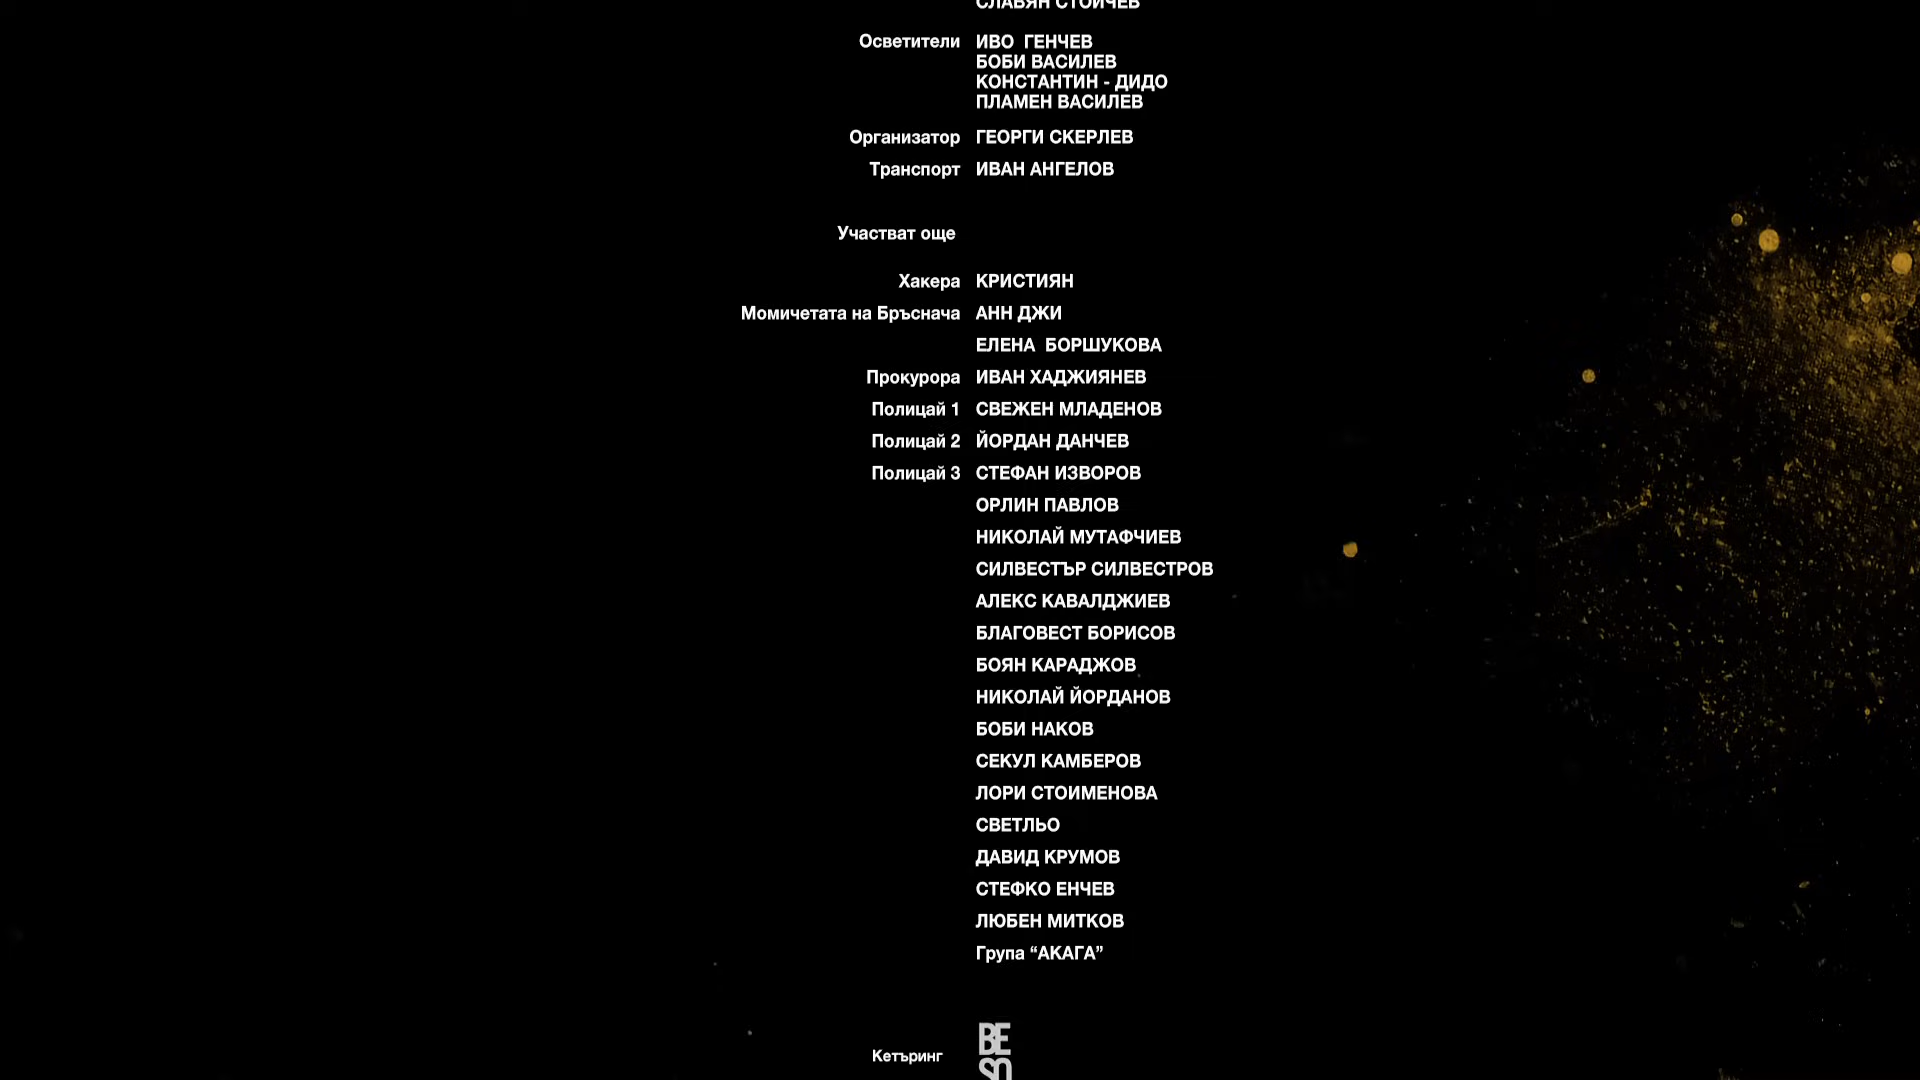 СЛАВЯН СТОЙЧЕВ
Осветители ИВО ГЕНЧЕВ
БОБИ ВАСИЛЕВ
КОНСТАНТИН - ДИДО
ПЛАМЕН ВАСИЛЕВ
Организатор ГЕОРГИ СКЕРЛЕВ
Транспорт ИВАН АНГЕЛОВ
Участват още
Хакера КРИСТИЯН
Момичетата на Бръснача АНН ДЖИ
ЕЛЕНА БОРШУКОВА
Прокурора ИВАН ХАДЖИЯНЕВ
Полицай 1 СВЕЖЕН МЛАДЕНОВ
Полицай 2 ЙОРДАН ДАНЧЕВ
Полицай 3 СТЕФАН ИЗВОРОВ
ОРЛИН ПАВЛОВ
НИКОЛАЙ МУТАФЧИЕВ
СИЛВЕСТЪР СИЛВЕСТРОВ
АЛЕКС КАВАЛДЖИЕВ
БЛАГОВЕСТ БОРИСОВ
БОЯН КАРАДЖОВ
НИКОЛАЙ ЙОРДАНОВ
БОБИ НАКОВ
СЕКУЛ КАМБЕРОВ
ЛОРИ СТОИМЕНОВА
СВЕТЛЬО
ДАВИД КРУМОВ
СТЕФКО ЕНЧЕВ
ЛЮБЕН МИТКОВ
Група “АКАГА”
Кетъринг BE